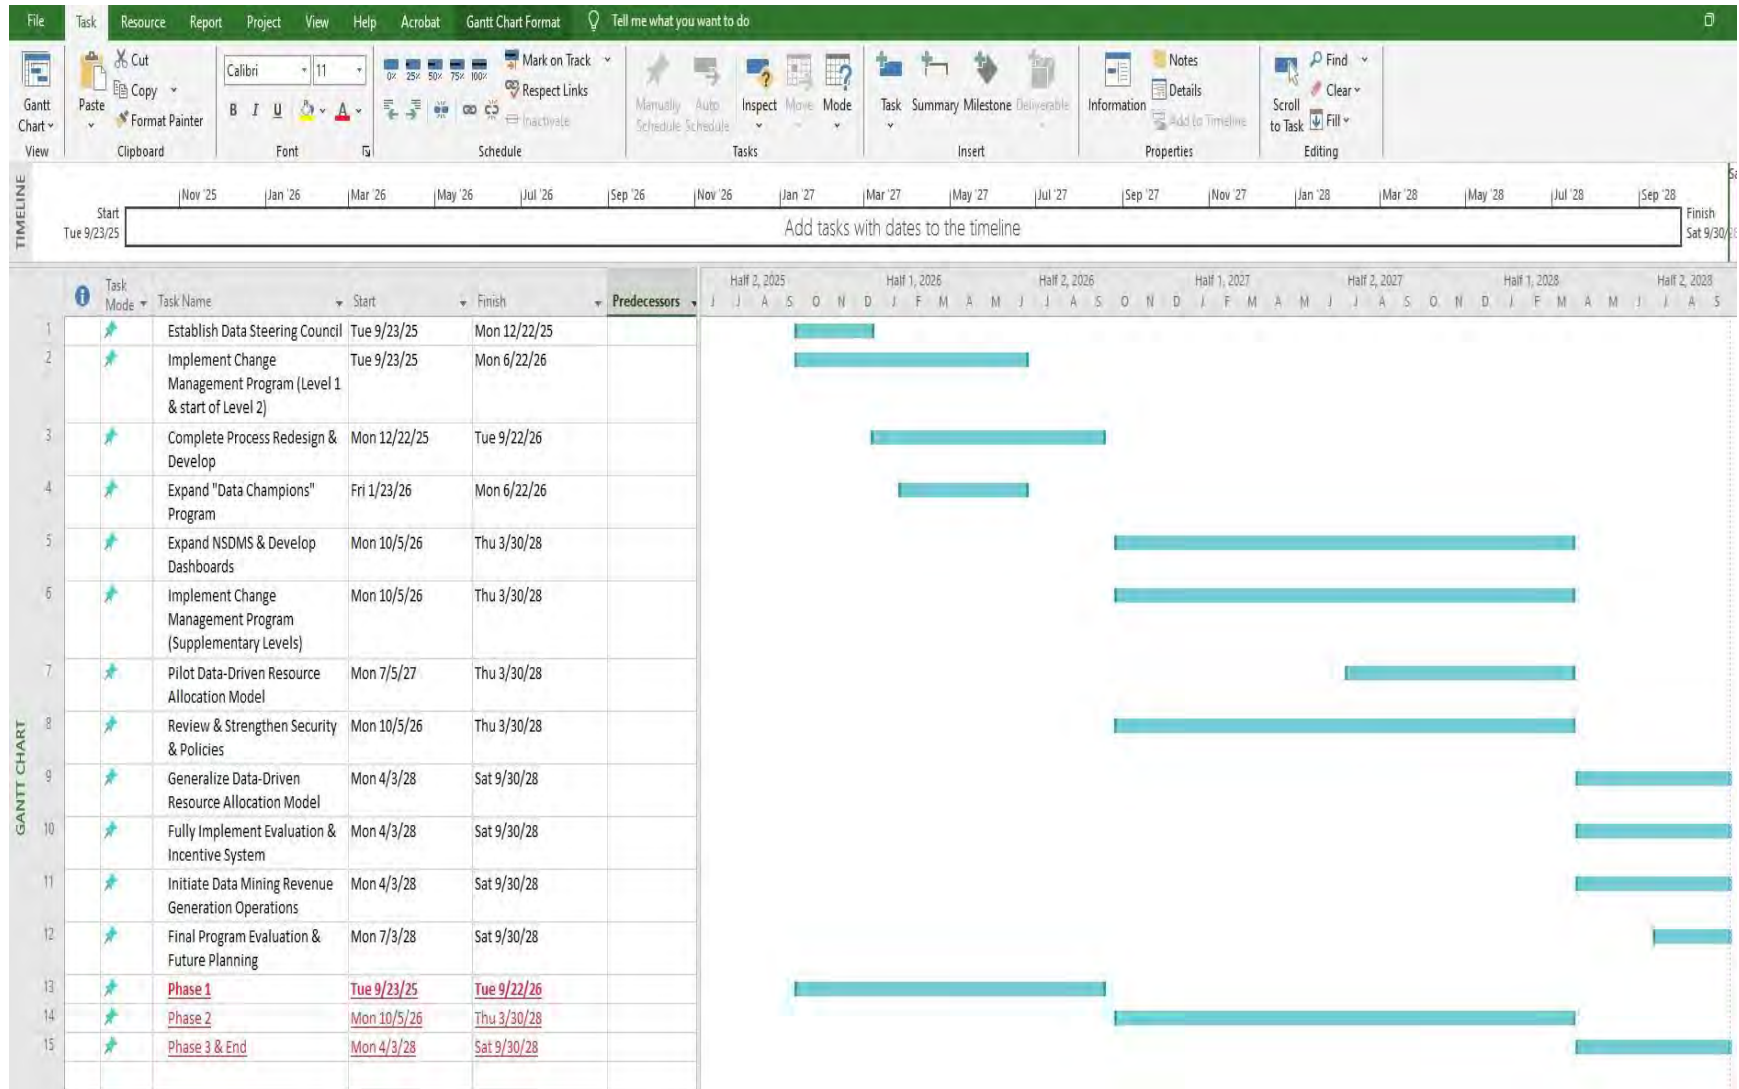 File Task Resource Report Project View Help Acrobat Gantt Chart Format Tell me what you want to do
Cut
Copy
Format Painter
Paste
Gantt
Chart
Calibri 11
B I U A
0% 25% 50% 75% 100%
Mark on Track
Respect Links
Inactivate
Manually
Schedule
Auto
Schedule
Inspect Move Mode
Task Summary Milestone Deliverable
Information
Notes
Details
Add to Timeline
Scroll
to Task
Find
Clear
Fill
View Clipboard Font Schedule Tasks Insert Properties Editing
TIMELINE
Nov '25 Jan '26 Mar '26 May '26 Jul '26 Sep '26 Nov '26 Jan '27 Mar '27 May '27 Jul '27 Sep '27 Nov '27 Jan '28 Mar '28 May '28 Jul '28 Sep '28
Start
Tue 9/23/25
Add tasks with dates to the timeline
Finish
Sat 9/30/
GANTT CHART
Task
Mode Task Name Start Finish Predecessors
Half 2, 2025 Half 1, 2026 Half 2, 2026 Half 1, 2027 Half 2, 2027 Half 1, 2028 Half 2, 2028
J J A S O N D J F M A M J J A S O N D J F M A M J J A S O N D J F M A M J J A S
1 Establish Data Steering Council Tue 9/23/25 Mon 12/22/25
2 Implement Change Tue 9/23/25 Mon 6/22/26
Management Program (Level 1
& start of Level 2)
3 Complete Process Redesign & Mon 12/22/25 Tue 9/22/26
Develop
4 Expand "Data Champions" Fri 1/23/26 Mon 6/22/26
Program
5 Expand NSDMS & Develop Mon 10/5/26 Thu 3/30/28
Dashboards
6 Implement Change Mon 10/5/26 Thu 3/30/28
Management Program
(Supplementary Levels)
7 Pilot Data-Driven Resource Mon 7/5/27 Thu 3/30/28
Allocation Model
8 Review & Strengthen Security Mon 10/5/26 Thu 3/30/28
& Policies
9 Generalize Data-Driven Mon 4/3/28 Sat 9/30/28
Resource Allocation Model
10 Fully Implement Evaluation & Mon 4/3/28 Sat 9/30/28
Incentive System
11 Initiate Data Mining Revenue Mon 4/3/28 Sat 9/30/28
Generation Operations
12 Final Program Evaluation & Mon 7/3/28 Sat 9/30/28
Future Planning
13 Phase 1 Tue 9/23/25 Tue 9/22/26
14 Phase 2 Mon 10/5/26 Thu 3/30/28
15 Phase 3 & End Mon 4/3/28 Sat 9/30/28